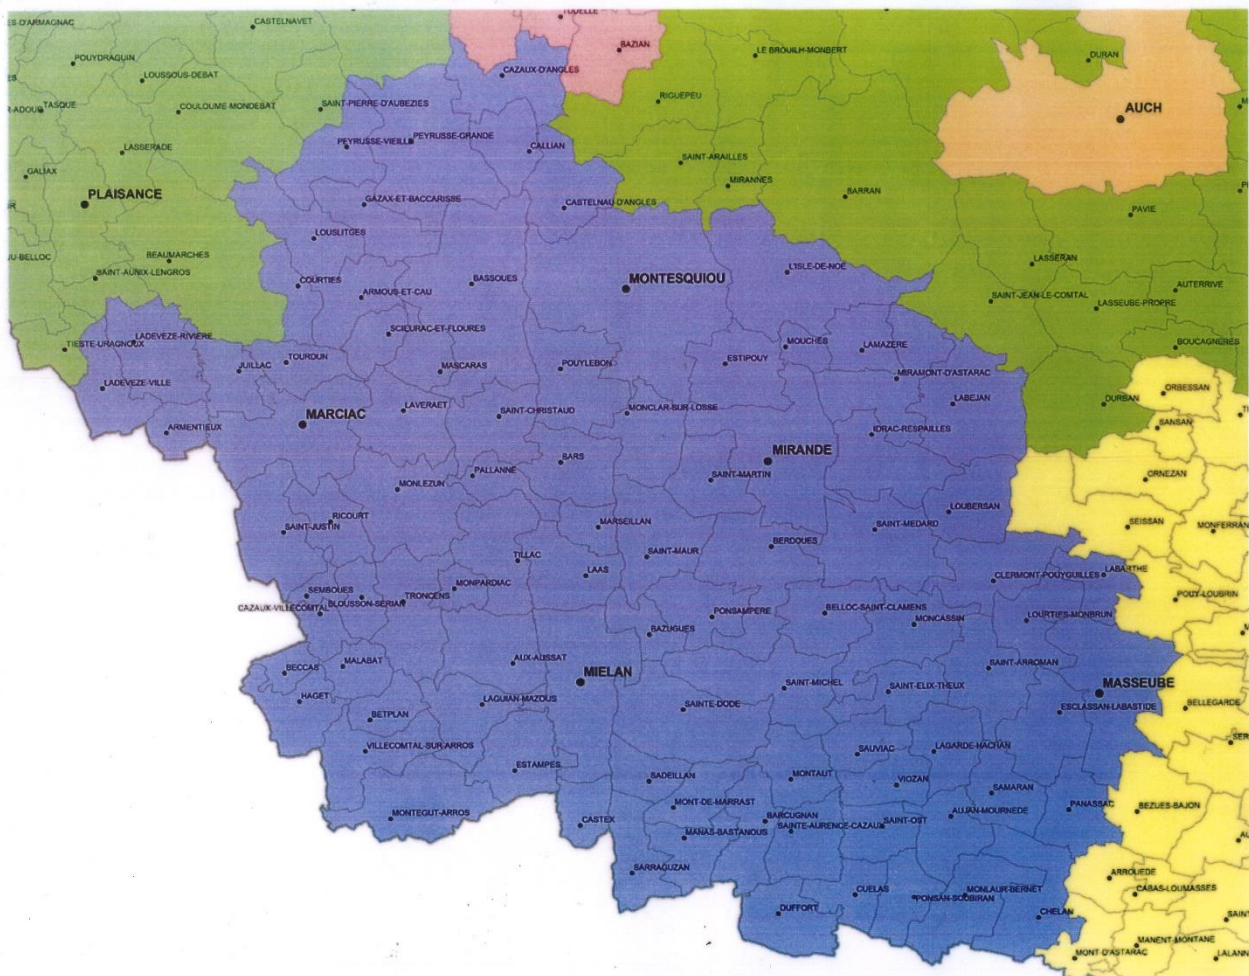 CASTELNAVET
POUYDRAGUIN
LOUSSOUS-DEBAT
TASQUE
COULOUME-MONDEBAT
LASSERADE
GALIAX
PLAISANCE
BEAUMARCHES
SAINT-AUNIX-LENGROS
TIESTE-URAGNOUX
LADEVEZE-RIVIERE
LADEVEZE-VILLE
ARMENTIEUX
JUILLAC
TOURDUN
MARCIAC
BAZIAN
CAZAUX-D'ANGLES
SAINT-PIERRE-D'AUBEZIES
PEYRUSSE-VIEILLE
PEYRUSSE-GRANDE
CALLIAN
GAZAX-ET-BACCARISSE
CASTELNAU-D'ANGLES
LOUSLITGES
COURTIES
ARMOUS-ET-CAU
BASSOUES
MONTESQUIOU
L'ISLE-DE-NOE
SCIEURAC-ET-FLOURES
MASCARAS
POUYLEBON
ESTIPOUY
MOUCHES
LAMAZERE
MIRAMONT-D'ASTARAC
LABEJAN
LAVERAET
SAINT-CHRISTAUD
MONCLAR-SUR-LOSSE
IDRAC-RESPAILLES
MIRANDE
BARS
PALLANNE
MONLEZUN
SAINT-MARTIN
LE BROUILH-MONBERT
RIGUEPEU
SAINT-ARAILLES
MIRANNES
BARRAN
DURAN
AUCH
PAVIE
LASSERAN
SAINT-JEAN-LE-COMTAL
AUTERRIVE
LASSEUBE-PROPRE
BOUCAGNERES
DURBAN
ORBESSAN
SANSAN
ORNEZAN
SEISSAN
MONFERRAN
RICOURT
SAINT-JUSTIN
MARSEILLAN
SAINT-MAUR
BERDOUES
SAINT-MEDARD
LOUBERSAN
TILLAC
LAAS
MONPARDIAC
TRONCENS
SEMBOUES
BLOUSSON-SERIAN
CAZAUX-VILLECOMTAL
CLERMONT-POUYGUILLES
LABARTHE
POUY-LOUBRIN
PONSAMPERE
BELLOC-SAINT-CLAMENS
MONCASSIN
LOURTIES-MONBRUN
BAZUGUES
BECCAS
MALABAT
AUX-AUSSAT
MIELAN
SAINT-ARROMAN
MASSEUBE
HAGET
BETPLAN
LAGUIAN-MAZOUS
SAINTE-DODE
SAINT-MICHEL
SAINT-ELIX-THEUX
ESCLASSAN-LABASTIDE
BELLEGARDE
VILLECOMTAL-SUR-ARROS
ESTAMPES
SADEILLAN
MONTAUT
SAUVIAC
LAGARDE-HACHAN
VIOZAN
SAMARAN
PANASSAC
BEZUES-BAJON
MONTEGUT-ARROS
CASTEX
MONT-DE-MARRAST
BARCUGNAN
MANAS-BASTANOUS
SAINTE-AURENCE-CAZAUX
SAINT-OST
AUJAN-MOURNEDE
SARRAGUZAN
CUELAS
MONLAUR-BERNET
PONSAN-SOUBIRAN
DUFFORT
CHELAN
ARROUEDE
CABAS-LOUMASSES
MANENT-MONTANE
MONT D'ASTARAC